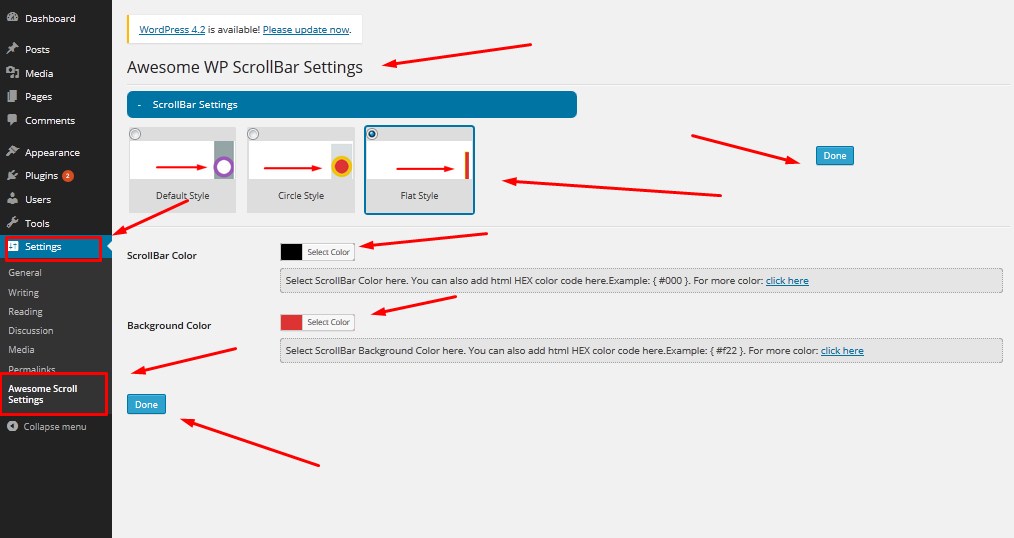 Dashboard
Posts
Media
Pages
Comments
Appearance
Plugins 2
Users
Tools
Settings
General
Writing
Reading
Discussion
Media
Permalinks
Awesome Scroll
Settings
Collapse menu
WordPress 4.2 is available! Please update now.
Awesome WP ScrollBar Settings
- ScrollBar Settings
Default Style
Circle Style
Flat Style
Done
ScrollBar Color
Select Color
Select ScrollBar Color here. You can also add html HEX color code here.Example: { #000 }. For more color: click here
Background Color
Select Color
Select ScrollBar Background Color here. You can also add html HEX color code here.Example: { #f22 }. For more color: click here
Done